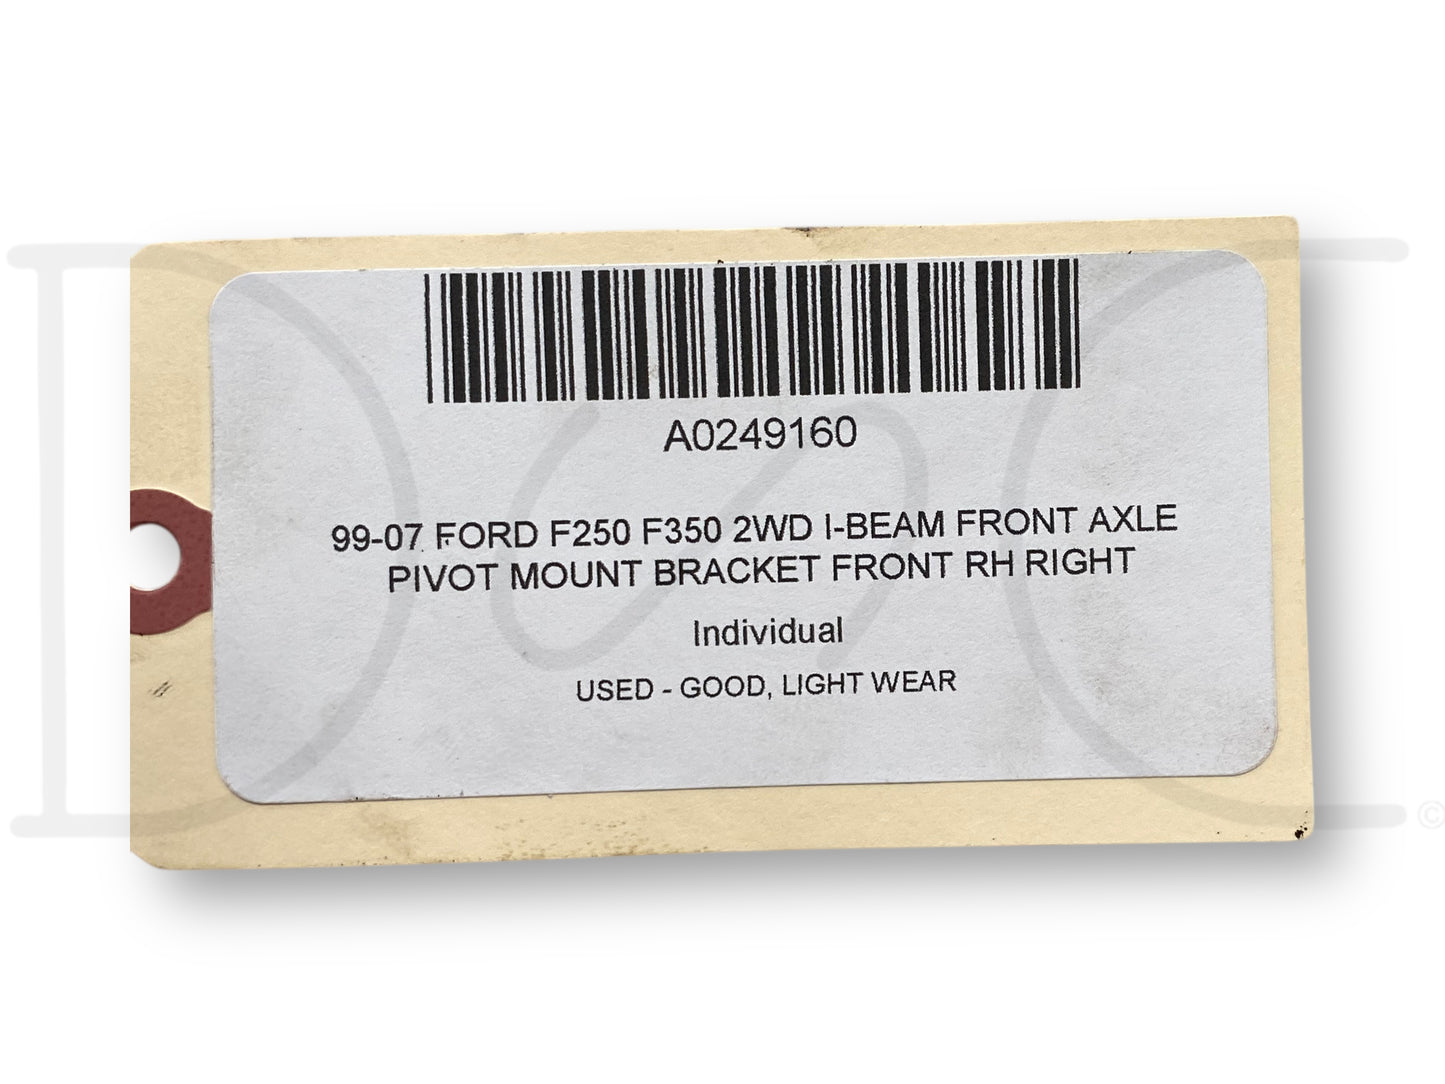 A0249160
99-07 FORD F250 F350 2WD I-BEAM FRONT AXLE
PIVOT MOUNT BRACKET FRONT RH RIGHT
Individual
USED - GOOD, LIGHT WEAR
©